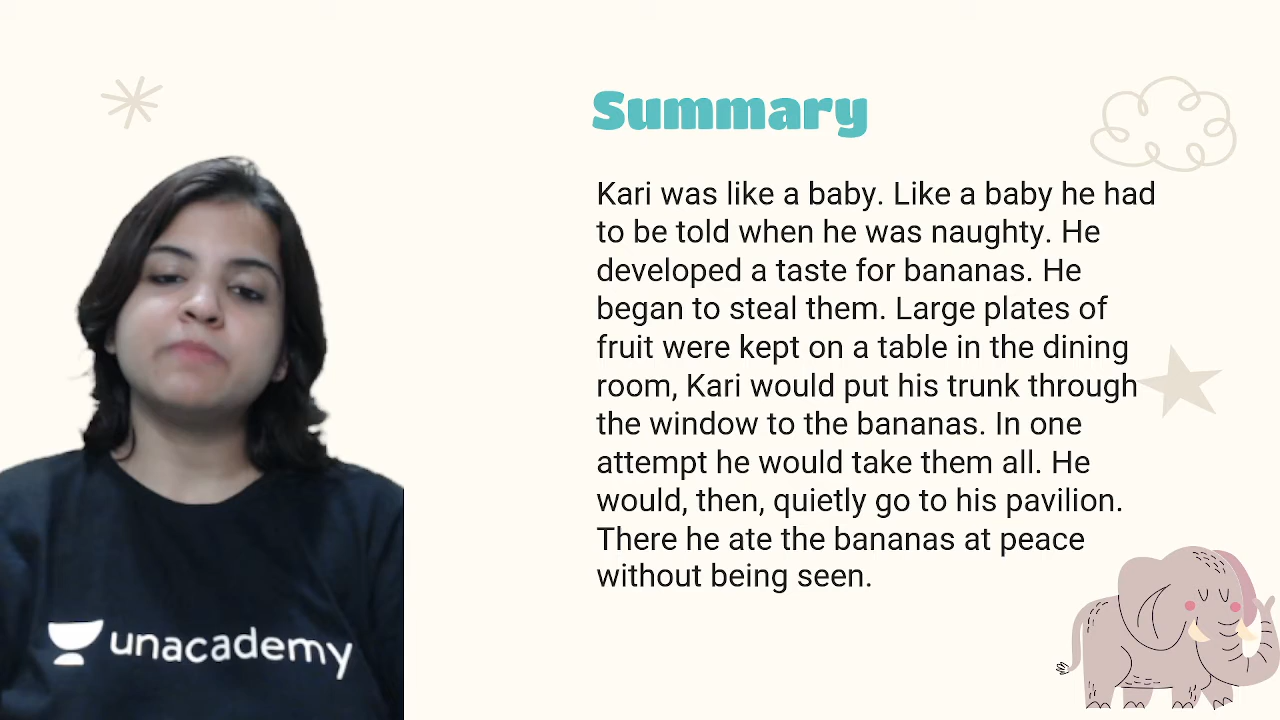 Summary
Kari was like a baby. Like a baby he had
to be told when he was naughty. He
developed a taste for bananas. He
began to steal them. Large plates of
fruit were kept on a table in the dining
room, Kari would put his trunk through
the window to the bananas. In one
attempt he would take them all. He
would, then, quietly go to his pavilion.
There he ate the bananas at peace
without being seen.
unacademy